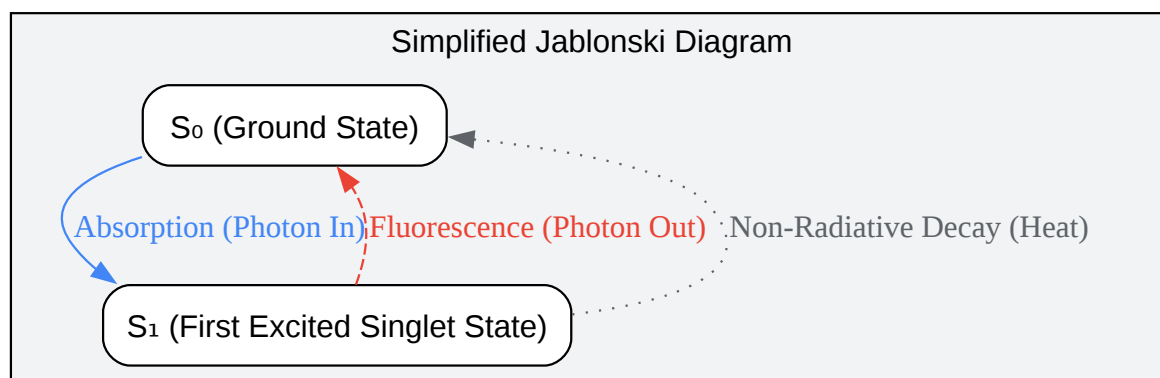 Simplified Jablonski Diagram
S₀ (Ground State)
Absorption (Photon In) Fluorescence (Photon Out) Non-Radiative Decay (Heat)
S₁ (First Excited Singlet State)